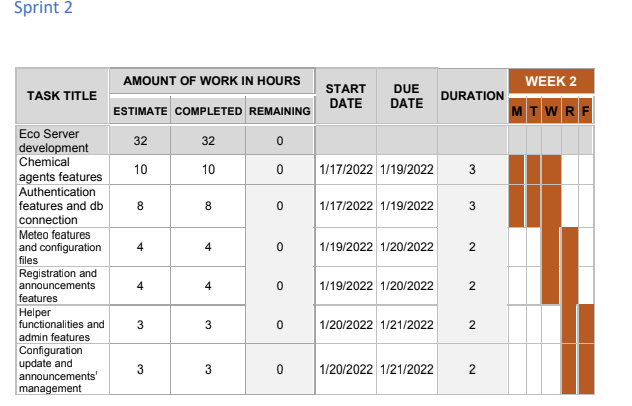 Sprint 2
TASK TITLE AMOUNT OF WORK IN HOURS START DATE DUE DATE DURATION WEEK 2
ESTIMATE COMPLETED REMAINING M T W R F
Eco Server
development 32 32 0
Chemical
agents features 10 10 0 1/17/2022 1/19/2022 3
Authentication
features and db
connection 8 8 0 1/17/2022 1/19/2022 3
Meteo features
and configuration
files 4 4 0 1/19/2022 1/20/2022 2
Registration and
announcements
features 4 4 0 1/19/2022 1/20/2022 2
Helper
functionalities and
admin features 3 3 0 1/20/2022 1/21/2022 2
Configuration
update and
announcements'
management 3 3 0 1/20/2022 1/21/2022 2